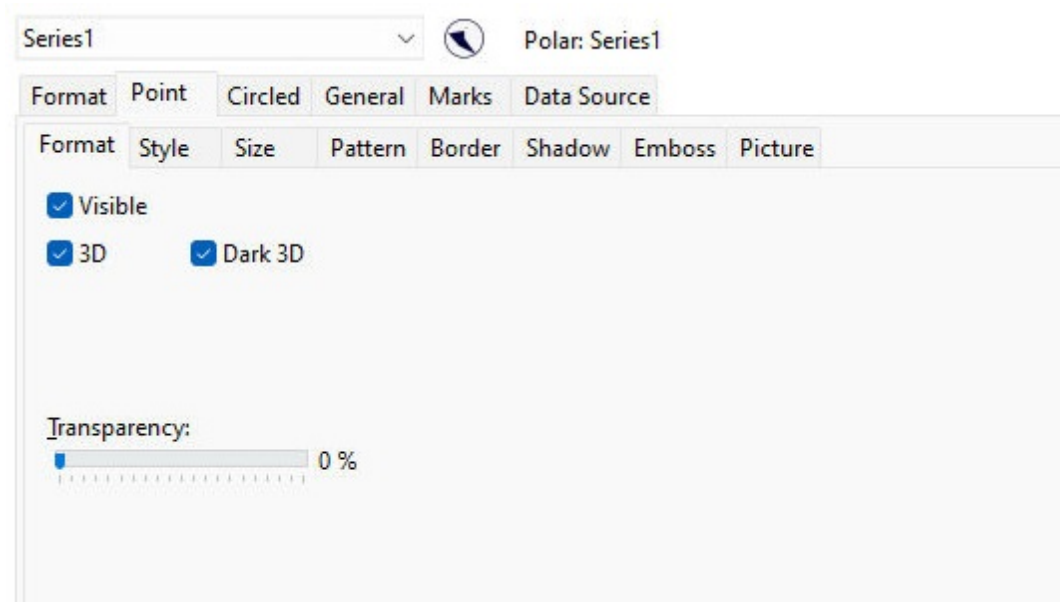 Series1 Polar: Series1
Format Point Circled General Marks Data Source
Format Style Size Pattern Border Shadow Emboss Picture
Visible
3D Dark 3D
Transparency:
0 %